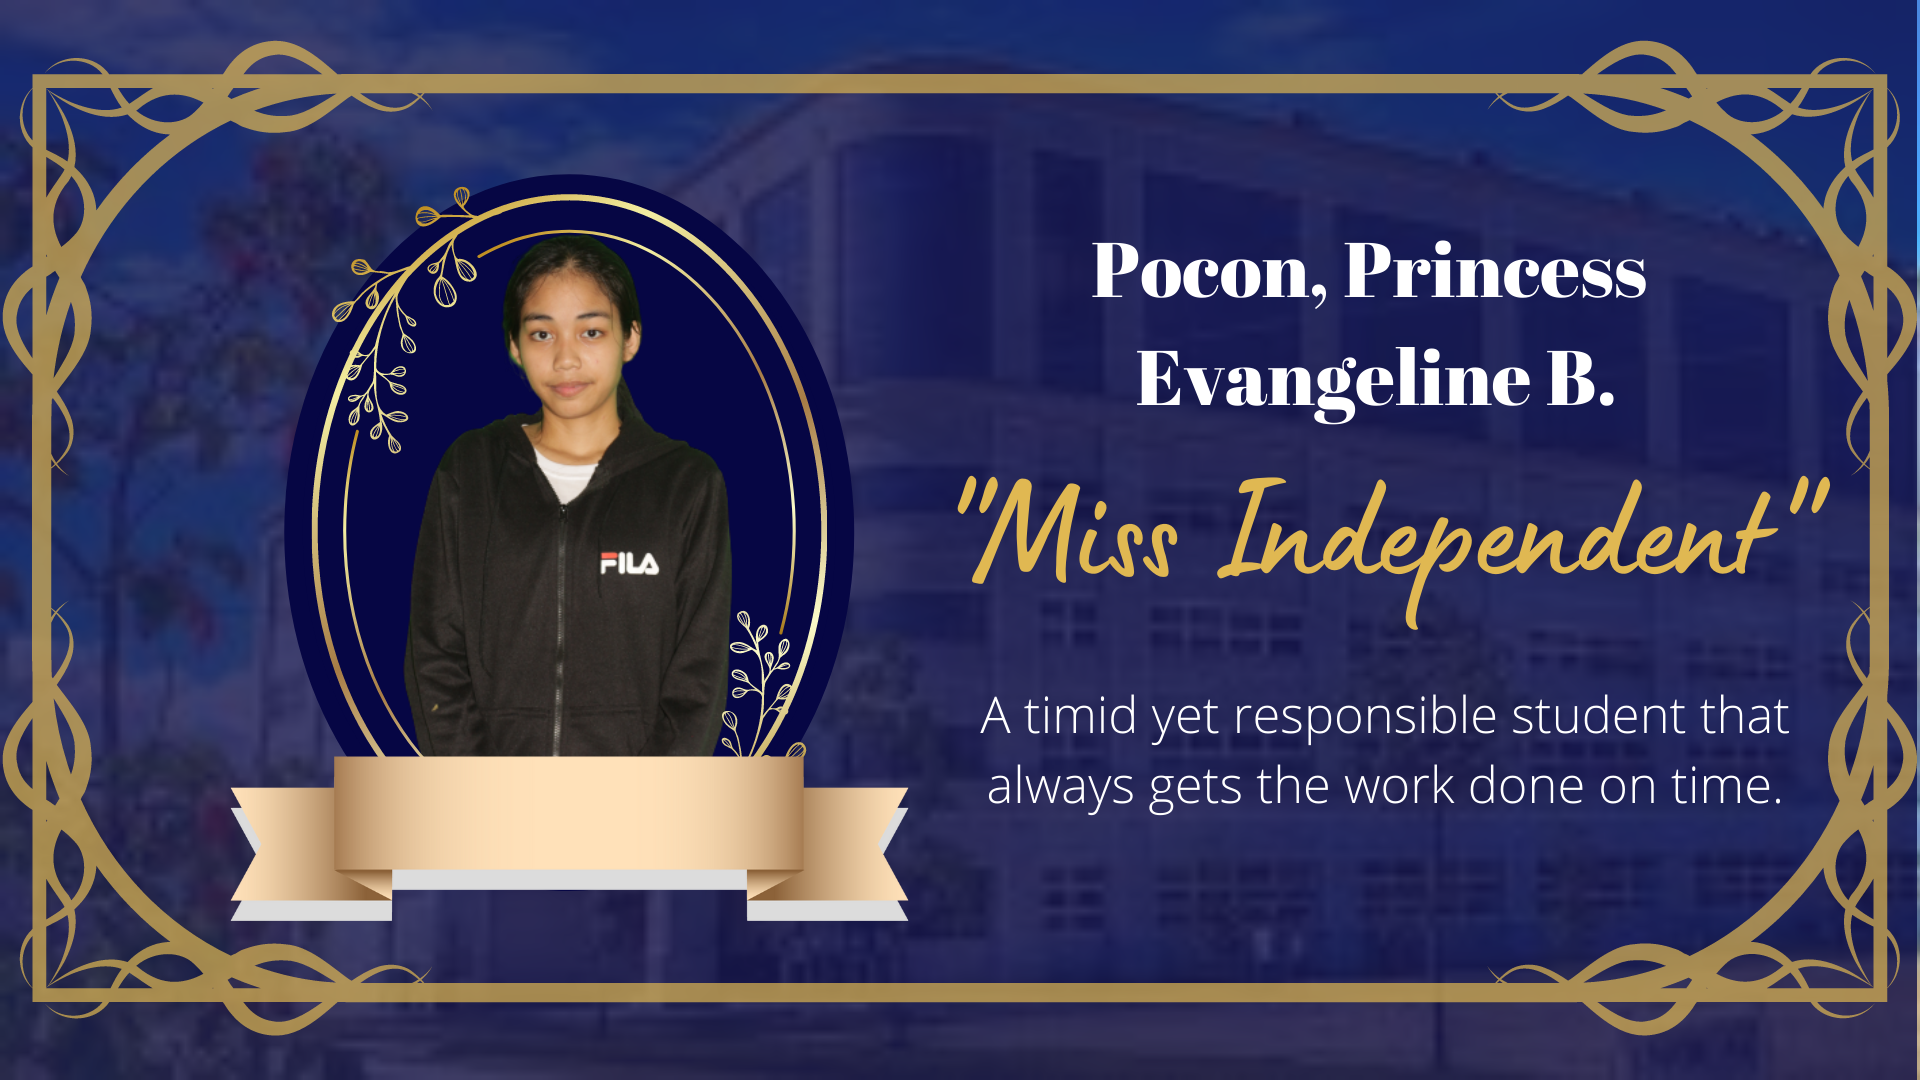 Pocon, Princess
Evangeline B.
"Miss Independent"
A timid yet responsible student that
always gets the work done on time.
FILA